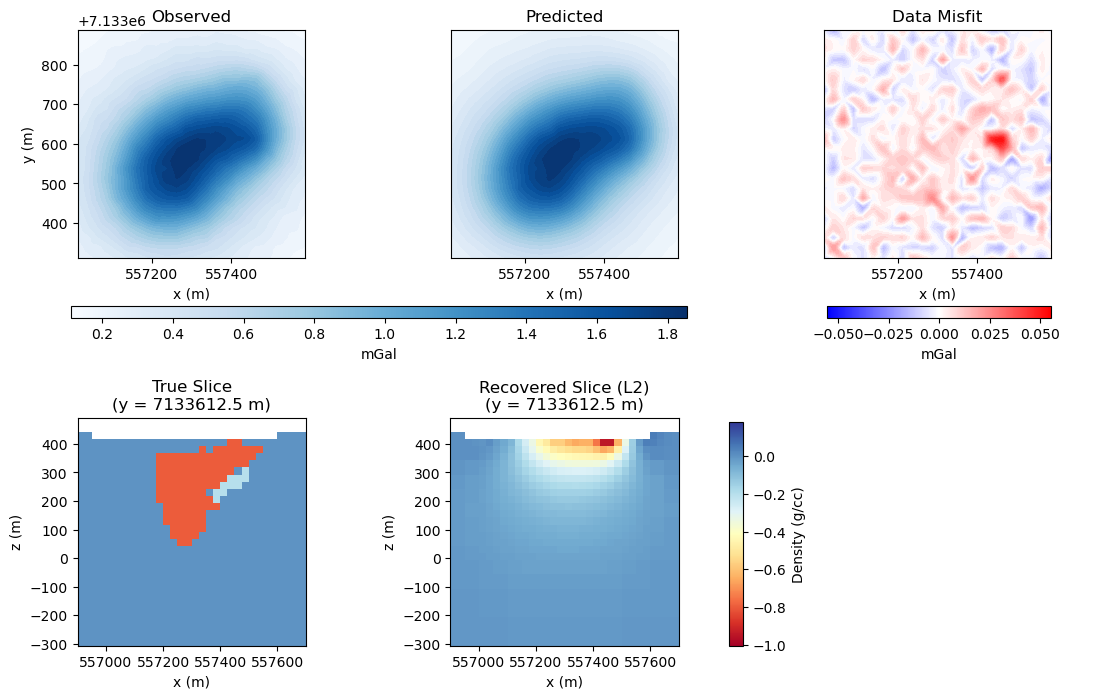 Observed
Predicted
Data Misfit
+7.133e6
800
700
600
500
400
y (m)
557200 557400
x (m)
557200 557400
x (m)
557200 557400
x (m)
0.2 0.4 0.6 0.8 1.0 1.2 1.4 1.6 1.8
mGal
−0.050 −0.025 0.000 0.025 0.050
mGal
True Slice
(y = 7133612.5 m)
Recovered Slice (L2)
(y = 7133612.5 m)
400
300
200
100
0
−100
−200
−300
z (m)
557000 557200 557400 557600
x (m)
400
300
200
100
0
−100
−200
−300
z (m)
557000 557200 557400 557600
x (m)
0.0
−0.2
−0.4
−0.6
−0.8
−1.0
Density (g/cc)